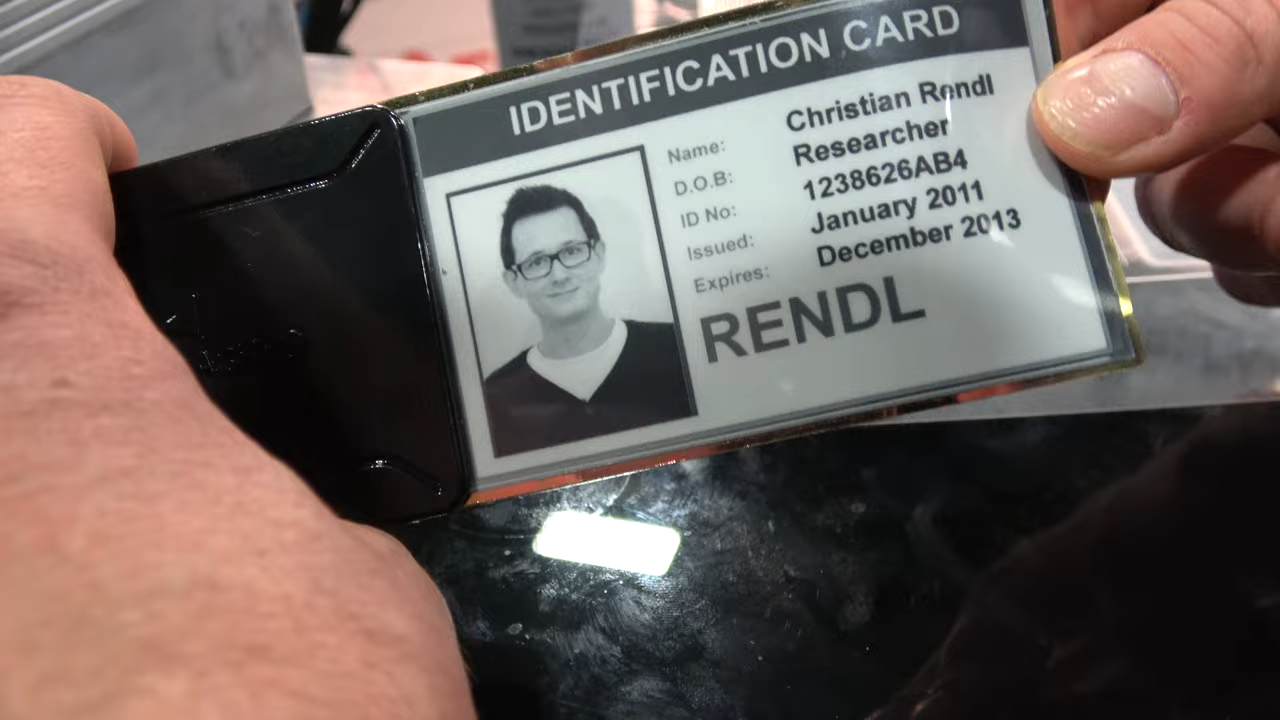 IDENTIFICATION CARD
Name: Christian Rendl
D.O.B: Researcher
ID No: 1238626AB4
Issued: January 2011
Expires: December 2013
RENDL